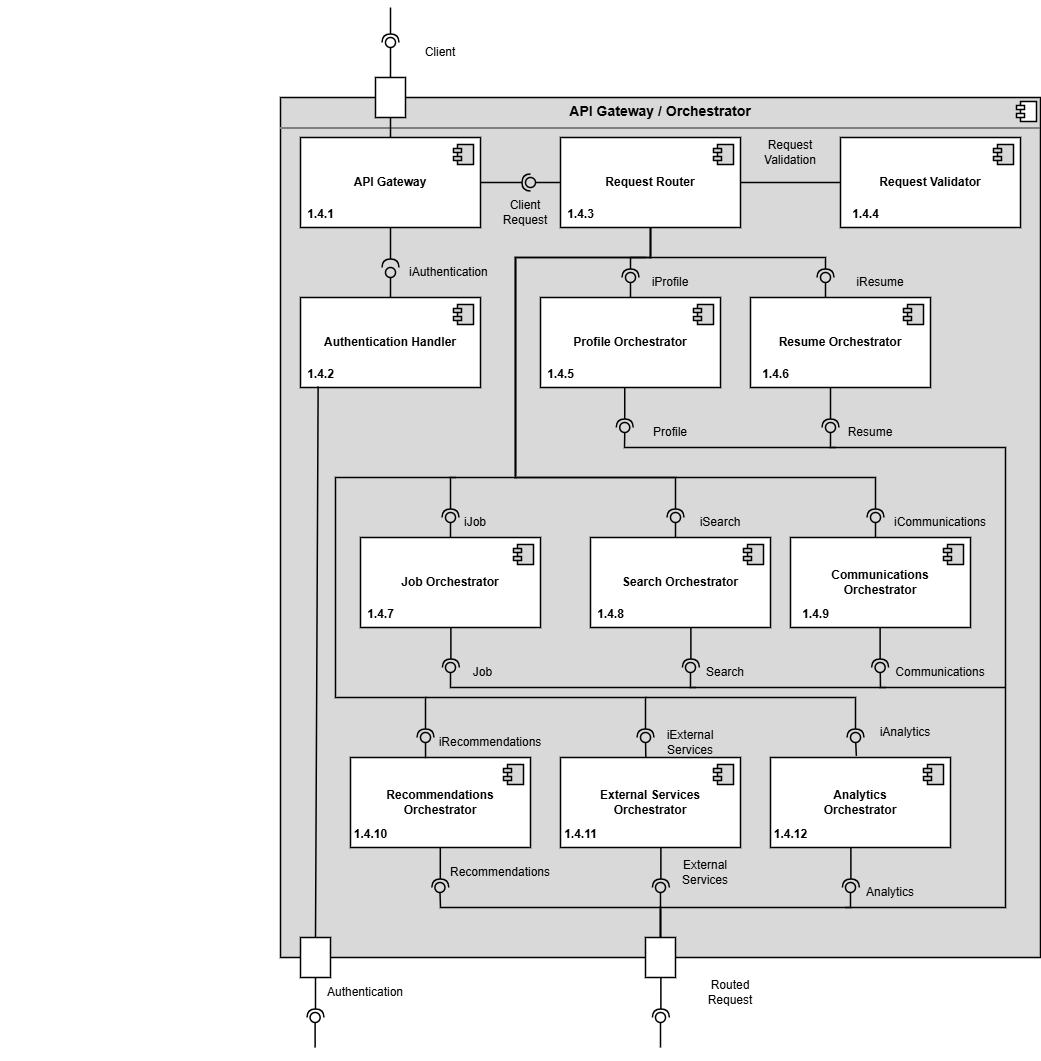 Client
API Gateway / Orchestrator
API Gateway
1.4.1
Client
Request
Request Router
1.4.3
Request
Validation
Request Validator
1.4.4
iAuthentication
iProfile
iResume
Authentication Handler
1.4.2
Profile Orchestrator
1.4.5
Resume Orchestrator
1.4.6
Profile
Resume
iJob
iSearch
iCommunications
Job Orchestrator
1.4.7
Search Orchestrator
1.4.8
Communications
Orchestrator
1.4.9
Job
Search
Communications
iRecommendations
iExternal
Services
iAnalytics
Recommendations
Orchestrator
1.4.10
External Services
Orchestrator
1.4.11
Analytics
Orchestrator
1.4.12
Recommendations
External
Services
Analytics
Authentication
Routed
Request